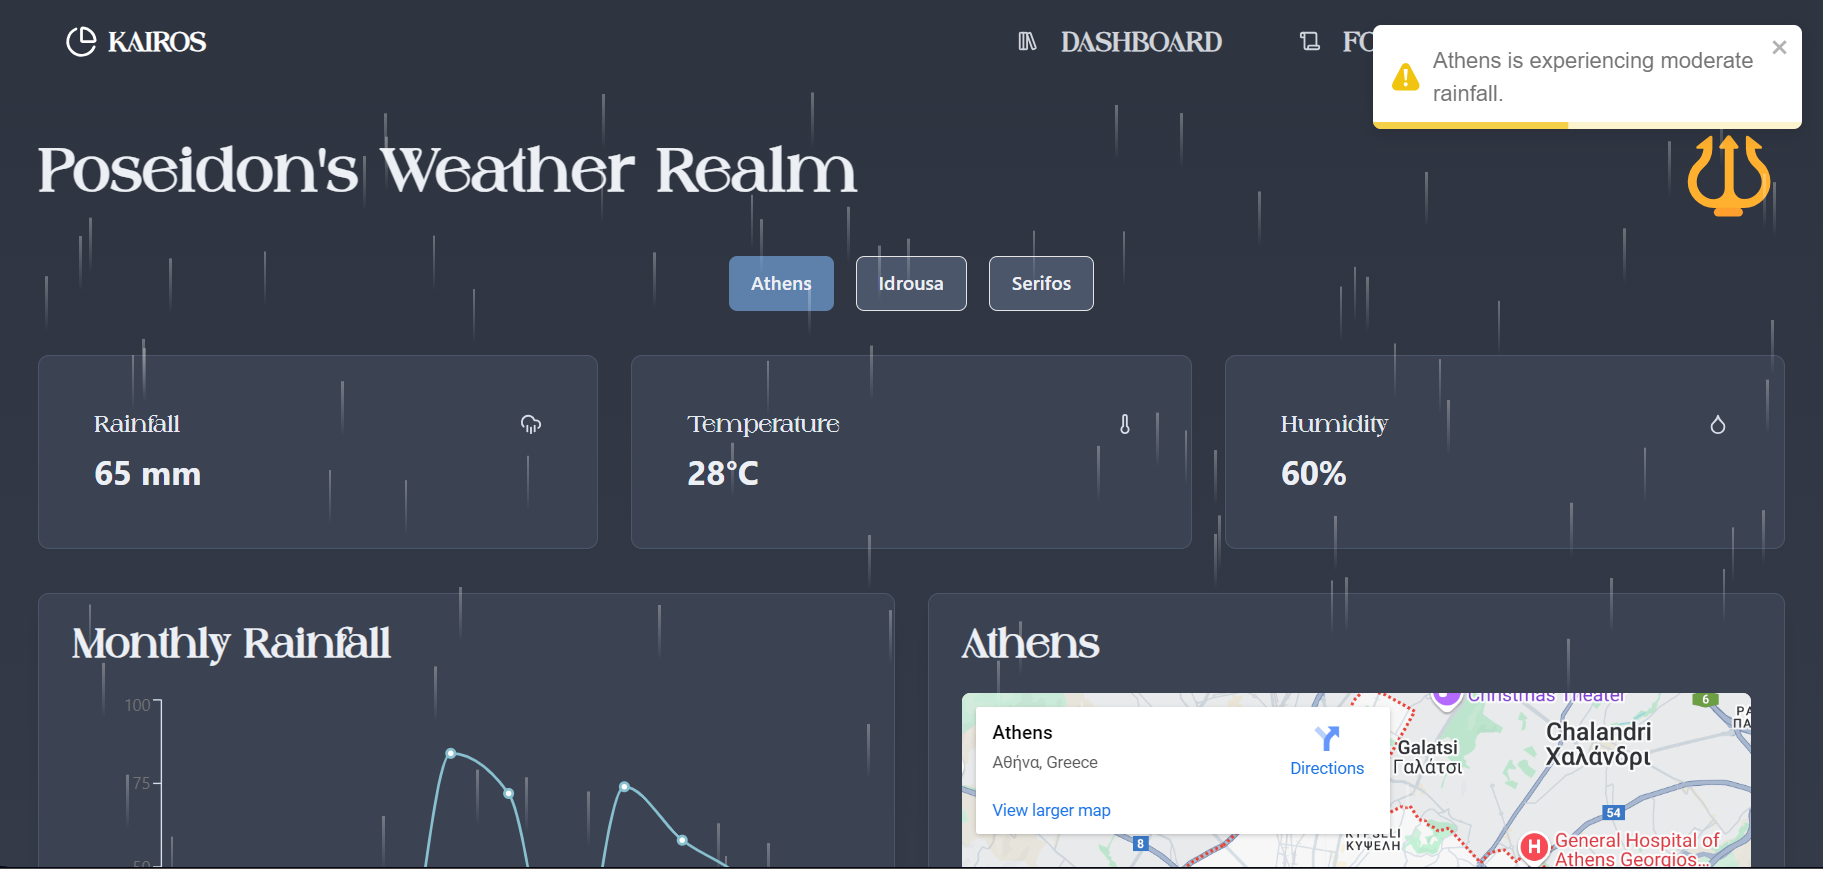 KAIROS
DASHBOARD
FO
Athens is experiencing moderate
rainfall.
Poseidon's Weather Realm
Athens
Idrousa
Serifos
Rainfall
65 mm
Temperature
28°C
Humidity
60%
Monthly Rainfall
100
75
50
Athens
Athens
Αθήνα, Greece
Directions
View larger map
Christmas Theater
6
Chalandri
Χαλάνδρι
Galatsi
Γαλάτσι
54
8
KYPSELI
ΚΥΨΕΛΗ
H
General Hospital of
Athens Georgios...